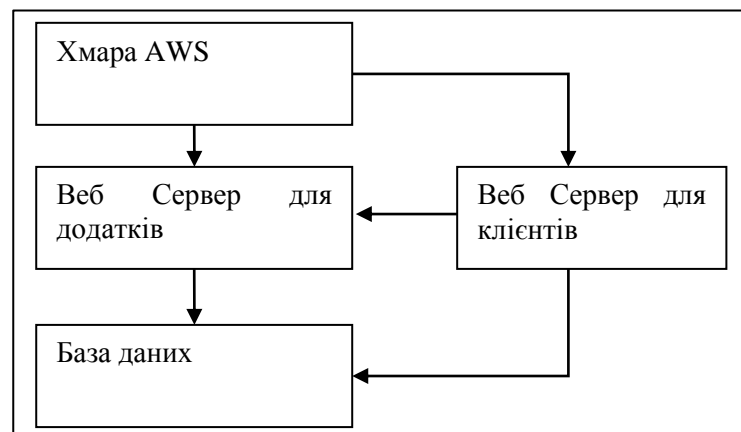 Хмара AWS
Веб Сервер для
додатків
Веб Сервер для
клієнтів
База даних